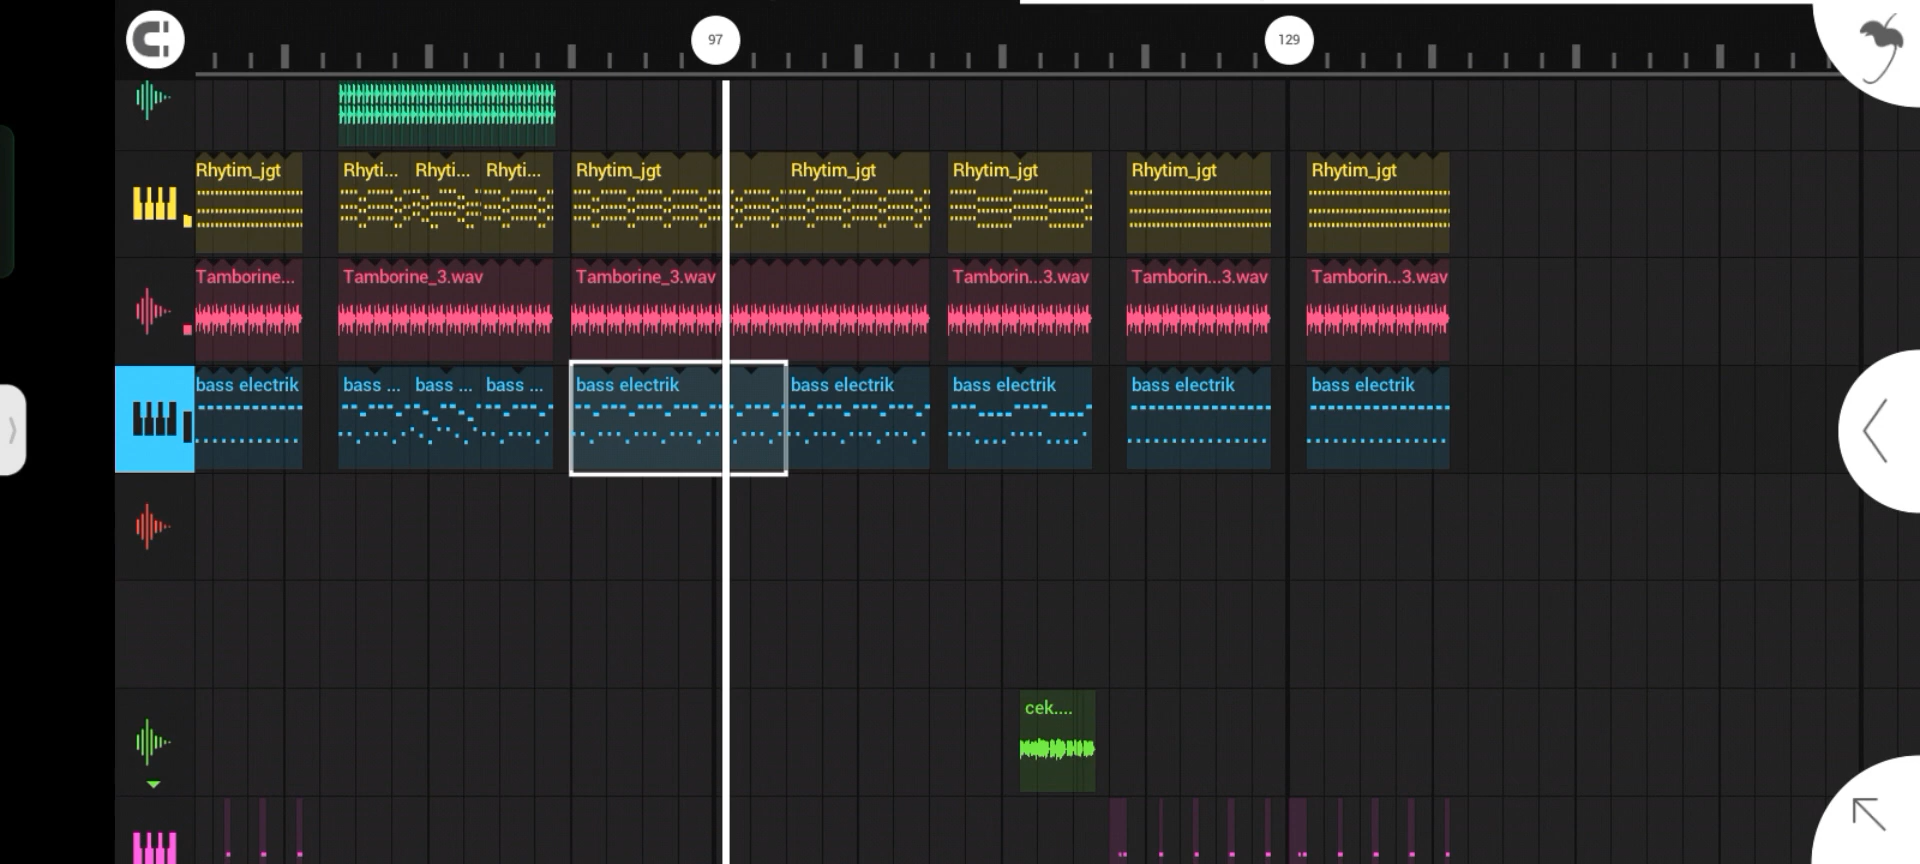 97
129
Rhytim_jgt
Rhyti...
Rhyti...
Rhyti...
Rhytim_jgt
Rhytim_jgt
Rhytim_jgt
Rhytim_jgt
Rhytim_jgt
Tamborine...
Tamborine_3.wav
Tamborine_3.wav
Tamborin...3.wav
Tamborin...3.wav
Tamborin...3.wav
bass electrik
bass ...
bass ...
bass ...
bass electrik
bass electrik
bass electrik
bass electrik
bass electrik
cek....